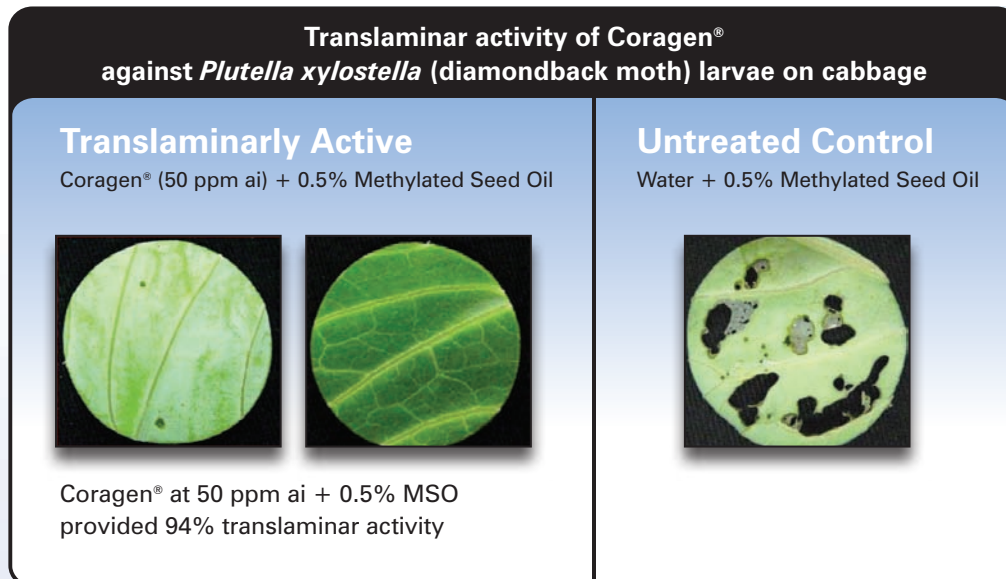 Translaminar activity of Coragen®
against Plutella xylostella (diamondback moth) larvae on cabbage
Translaminarly Active
Coragen® (50 ppm ai) + 0.5% Methylated Seed Oil
Coragen® at 50 ppm ai + 0.5% MSO
provided 94% translaminar activity
Untreated Control
Water + 0.5% Methylated Seed Oil